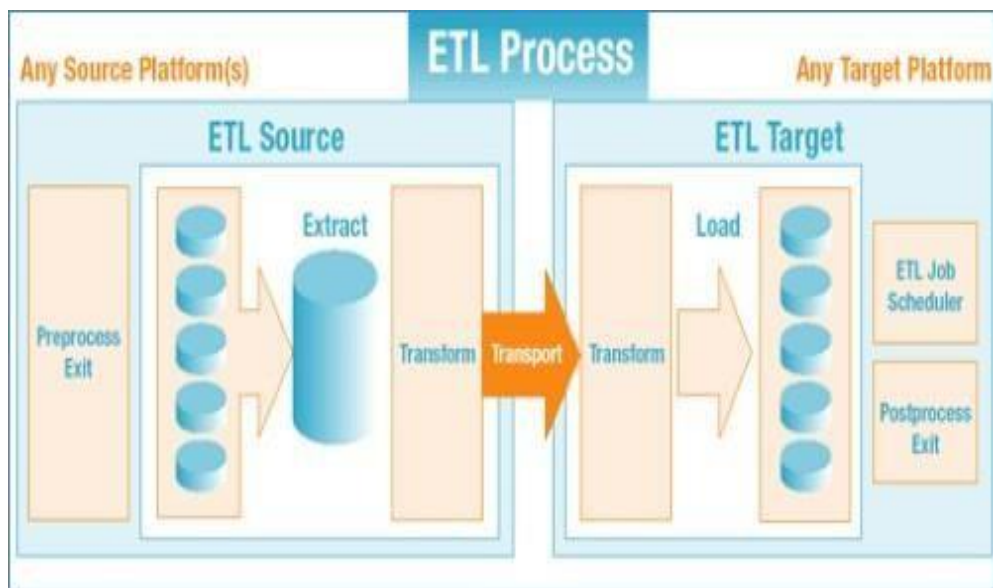 ETL Process
Any Source Platform(s)
Any Target Platform
ETL Source
ETL Target
Preprocess
Exit
Extract
Transform
Transport
Transform
Load
ETL Job
Scheduler
Postprocess
Exit